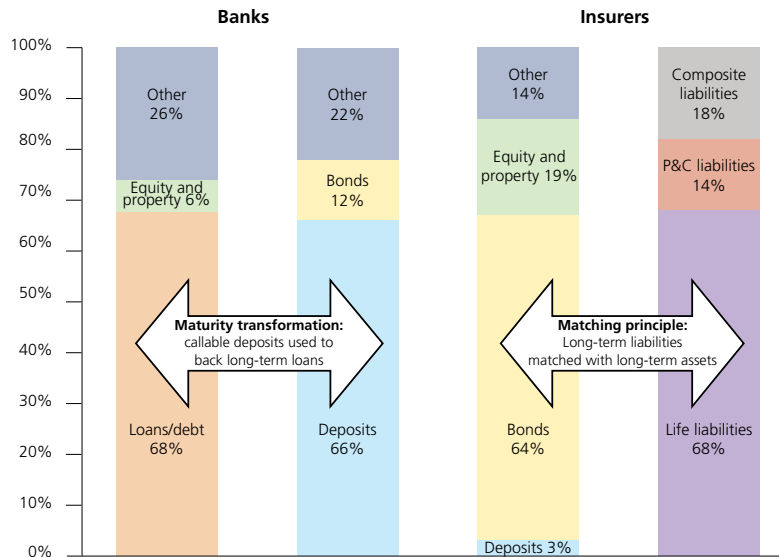 Banks
Insurers
100%
90%
80%
70%
60%
50%
40%
30%
20%
10%
0%
Other
26%
Equity and
property 6%
Loans/debt
68%
Other
22%
Bonds
12%
Deposits
66%
Maturity transformation:
callable deposits used to
back long-term loans
Other
14%
Equity and
property 19%
Bonds
64%
Deposits 3%
Composite
liabilities
18%
P&C liabilities
14%
Life liabilities
68%
Matching principle:
Long-term liabilities
matched with long-term assets